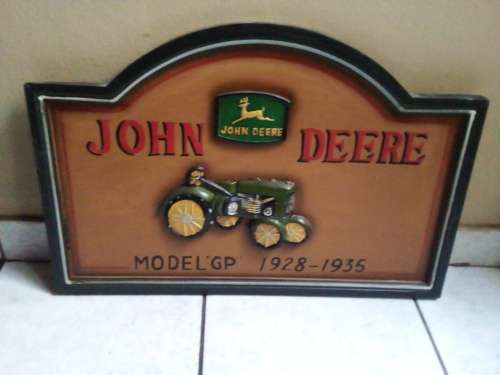 JOHN DEERE
JOHN DEERE
MODEL "GP" 1928-1935